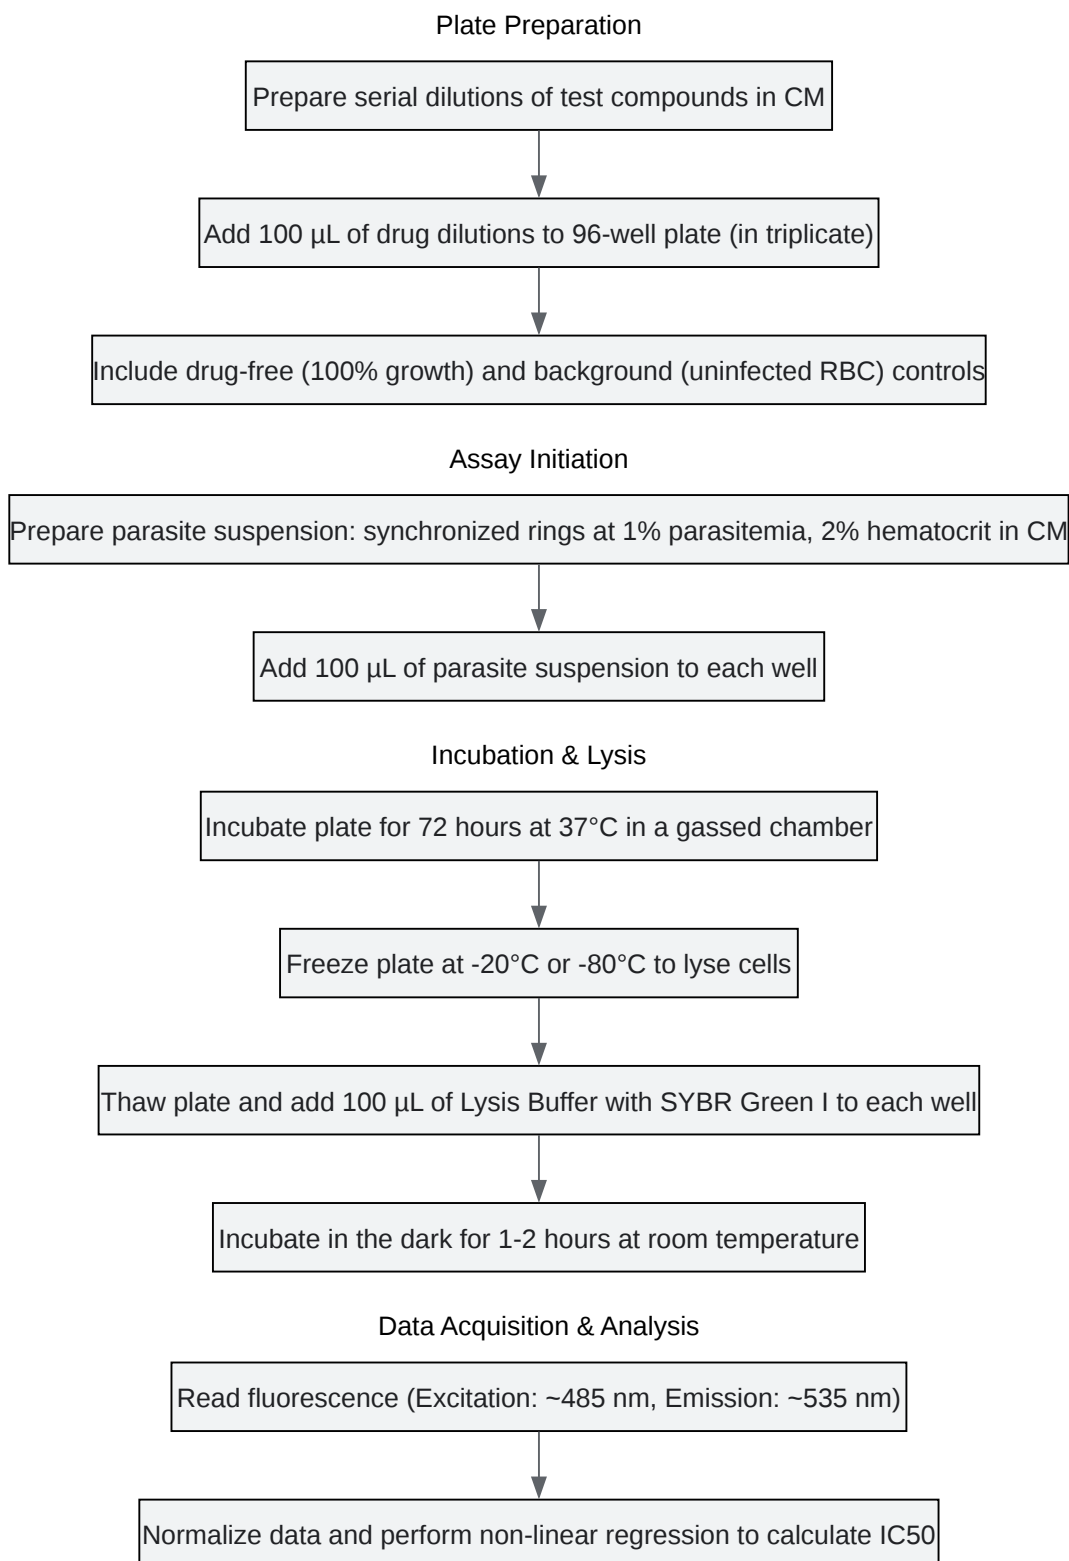 Plate Preparation
Prepare serial dilutions of test compounds in CM
Add 100 µL of drug dilutions to 96-well plate (in triplicate)
Include drug-free (100% growth) and background (uninfected RBC) controls
Assay Initiation
Prepare parasite suspension: synchronized rings at 1% parasitemia, 2% hematocrit in CM
Add 100 µL of parasite suspension to each well
Incubation & Lysis
Incubate plate for 72 hours at 37°C in a gassed chamber
Freeze plate at -20°C or -80°C to lyse cells
Thaw plate and add 100 µL of Lysis Buffer with SYBR Green I to each well
Incubate in the dark for 1-2 hours at room temperature
Data Acquisition & Analysis
Read fluorescence (Excitation: ~485 nm, Emission: ~535 nm)
Normalize data and perform non-linear regression to calculate IC50